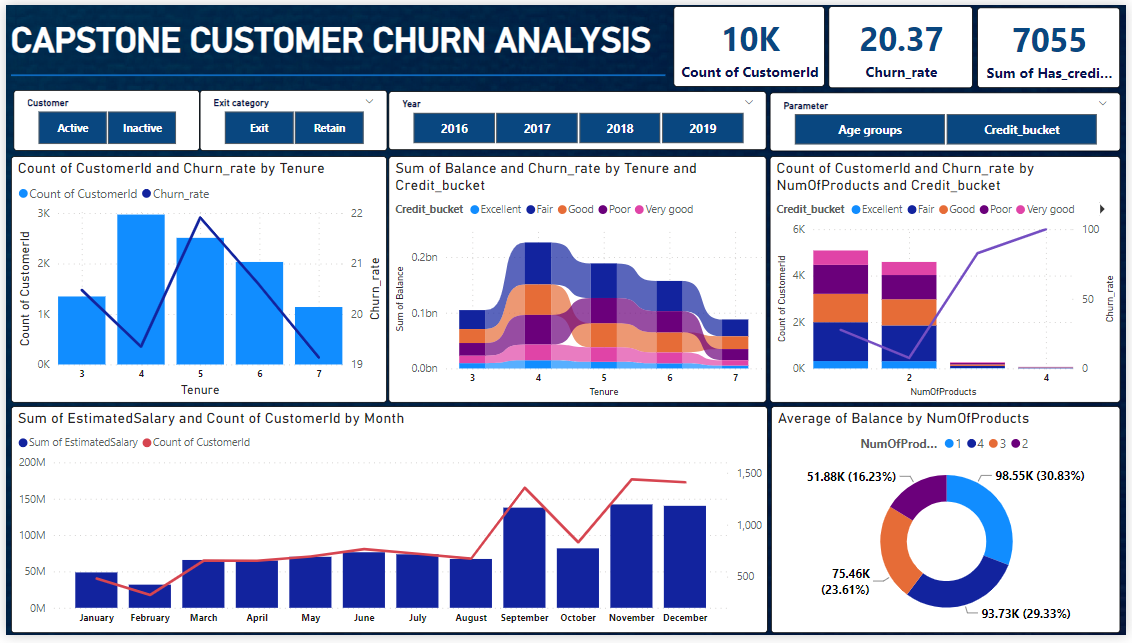 CAPSTONE CUSTOMER CHURN ANALYSIS
10K
Count of CustomerId
20.37
Churn_rate
7055
Sum of Has_credi...
Customer
Active
Inactive
Exit category
Exit
Retain
Year
2016
2017
2018
2019
Parameter
Age groups
Credit_bucket
Count of CustomerId and Churn_rate by Tenure
Count of CustomerId
Churn_rate
3K
2K
1K
0K
Count of CustomerId
22
21
20
19
Churn_rate
3
4
5
6
7
Tenure
Sum of Balance and Churn_rate by Tenure and
Credit_bucket
Credit_bucket
Excellent
Fair
Good
Poor
Very good
0.2bn
0.1bn
0.0bn
Sum of Balance
3
4
5
6
7
Tenure
Count of CustomerId and Churn_rate by
NumOfProducts and Credit_bucket
Credit_bucket
Excellent
Fair
Good
Poor
Very good
6K
4K
2K
0K
Count of CustomerId
100
50
0
Churn_rate
2
4
NumOfProducts
Sum of EstimatedSalary and Count of CustomerId by Month
Sum of EstimatedSalary
Count of CustomerId
200M
150M
100M
50M
0M
1,500
1,000
500
January
February
March
April
May
June
July
August
September
October
November
December
Average of Balance by NumOfProducts
NumOfProd...
1
4
3
2
51.88K (16.23%)
98.55K (30.83%)
75.46K
(23.61%)
93.73K (29.33%)